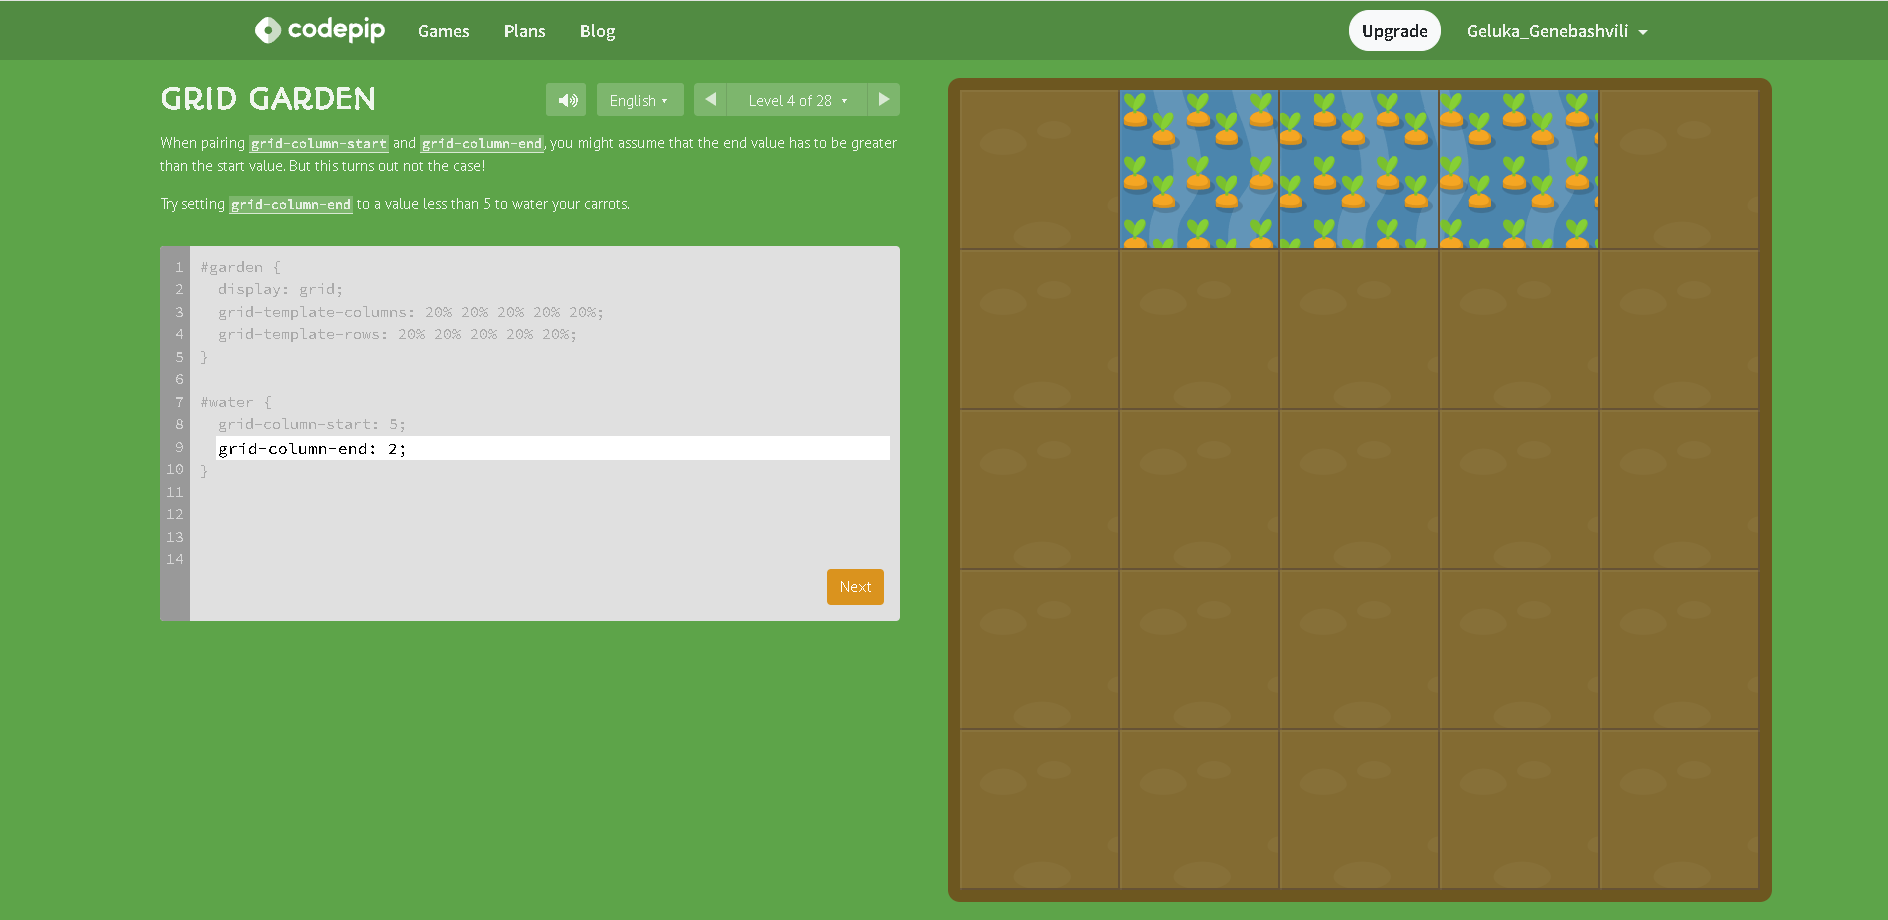 codepip Games Plans Blog Upgrade Geluka_Genebashvili
GRID GARDEN English Level 4 of 28
When pairing grid-column-start and grid-column-end, you might assume that the end value has to be greater
than the start value. But this turns out not the case!
Try setting grid-column-end to a value less than 5 to water your carrots.
1 #garden {
2 display: grid;
3 grid-template-columns: 20% 20% 20% 20% 20%;
4 grid-template-rows: 20% 20% 20% 20% 20%;
5 }
6
7 #water {
8 grid-column-start: 5;
9 grid-column-end: 2;
10 }
11
12
13
14
Next